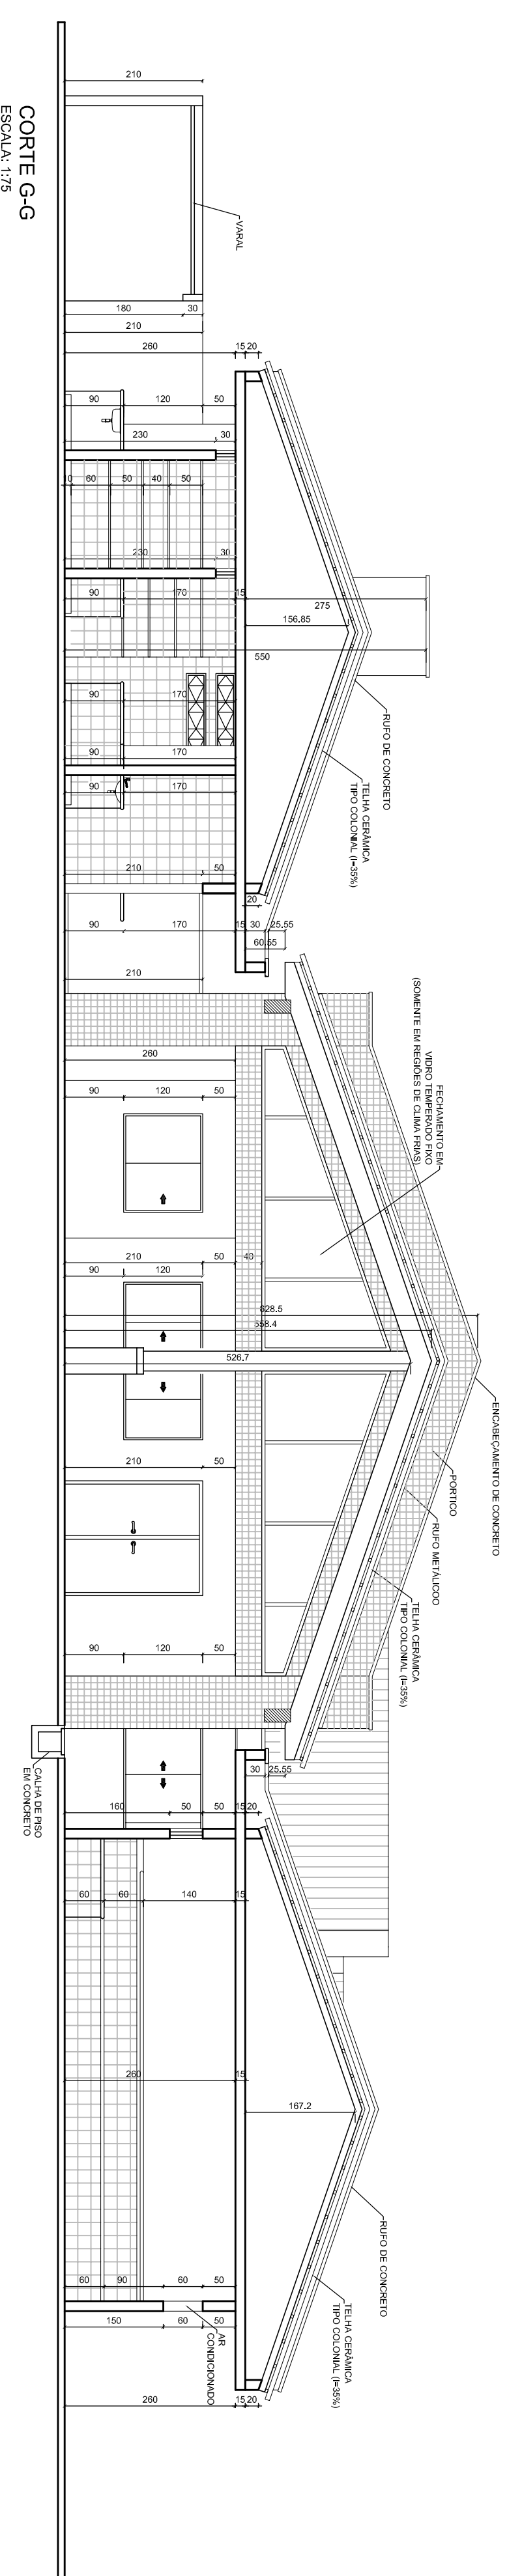 CORTE G-G
ESCALA: 1:75
VARAL
RUFO DE CONCRETO
TELHA CERÂMICA
TIPO COLONIAL (I=35%)
FECHAMENTO EM
VIDRO TEMPERADO FIXO
(SOMENTE EM REGIÕES DE CLIMA FRIAS)
ENCABEÇAMENTO DE CONCRETO
PORTICO
RUFO METÁLICOO
TELHA CERÂMICA
TIPO COLONIAL (I=35%)
CALHA DE PISO
EM CONCRETO
RUFO DE CONCRETO
TELHA CERÂMICA
TIPO COLONIAL (I=35%)
AR
CONDICIONADO
210
180 30
210
260 15 20
90 120 50
230 30
60 50 40 50
230 30
90 170 15 275
156.85
550
90 170
90 170
90 170
210 50
20
90 170 15 30 25.55
60.55
210
260
90 120 50
210 50 40
90 120
628.5
558.4
526.7
210 50
90 120 50
30 25.55
160 50 50 15 20
60 60 140 15
260 15
167.2
60 90 60 50
150 60 50
260 15 20